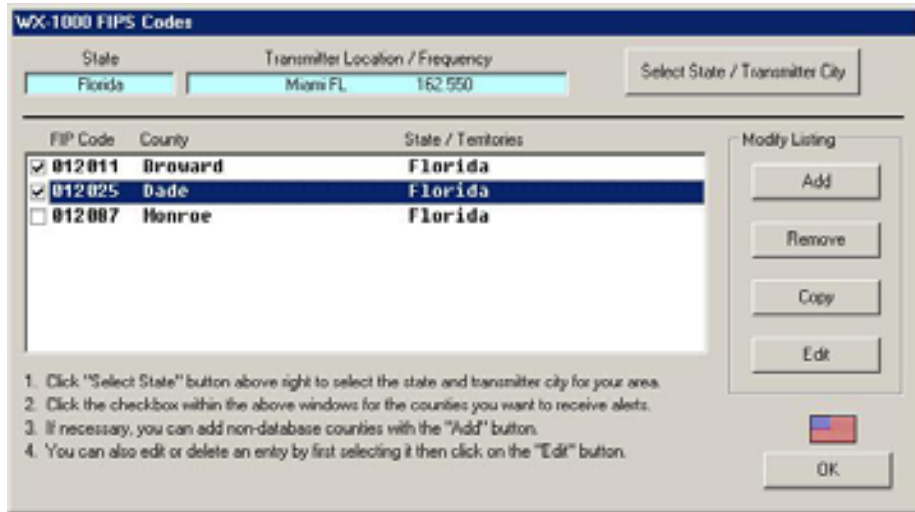 WX-1000 FIPS Codes
State Transmitter Location / Frequency
Florida Miami FL 162.550
Select State / Transmitter City
FIP Code County State / Territories
012011 Broward Florida
012025 Dade Florida
012087 Monroe Florida
Modify Listing
Add
Remove
Copy
Edit
1. Click "Select State" button above right to select the state and transmitter city for your area.
2. Click the checkbox within the above windows for the counties you want to receive alerts.
3. If necessary, you can add non-database counties with the "Add" button.
4. You can also edit or delete an entry by first selecting it then click on the "Edit" button.
OK